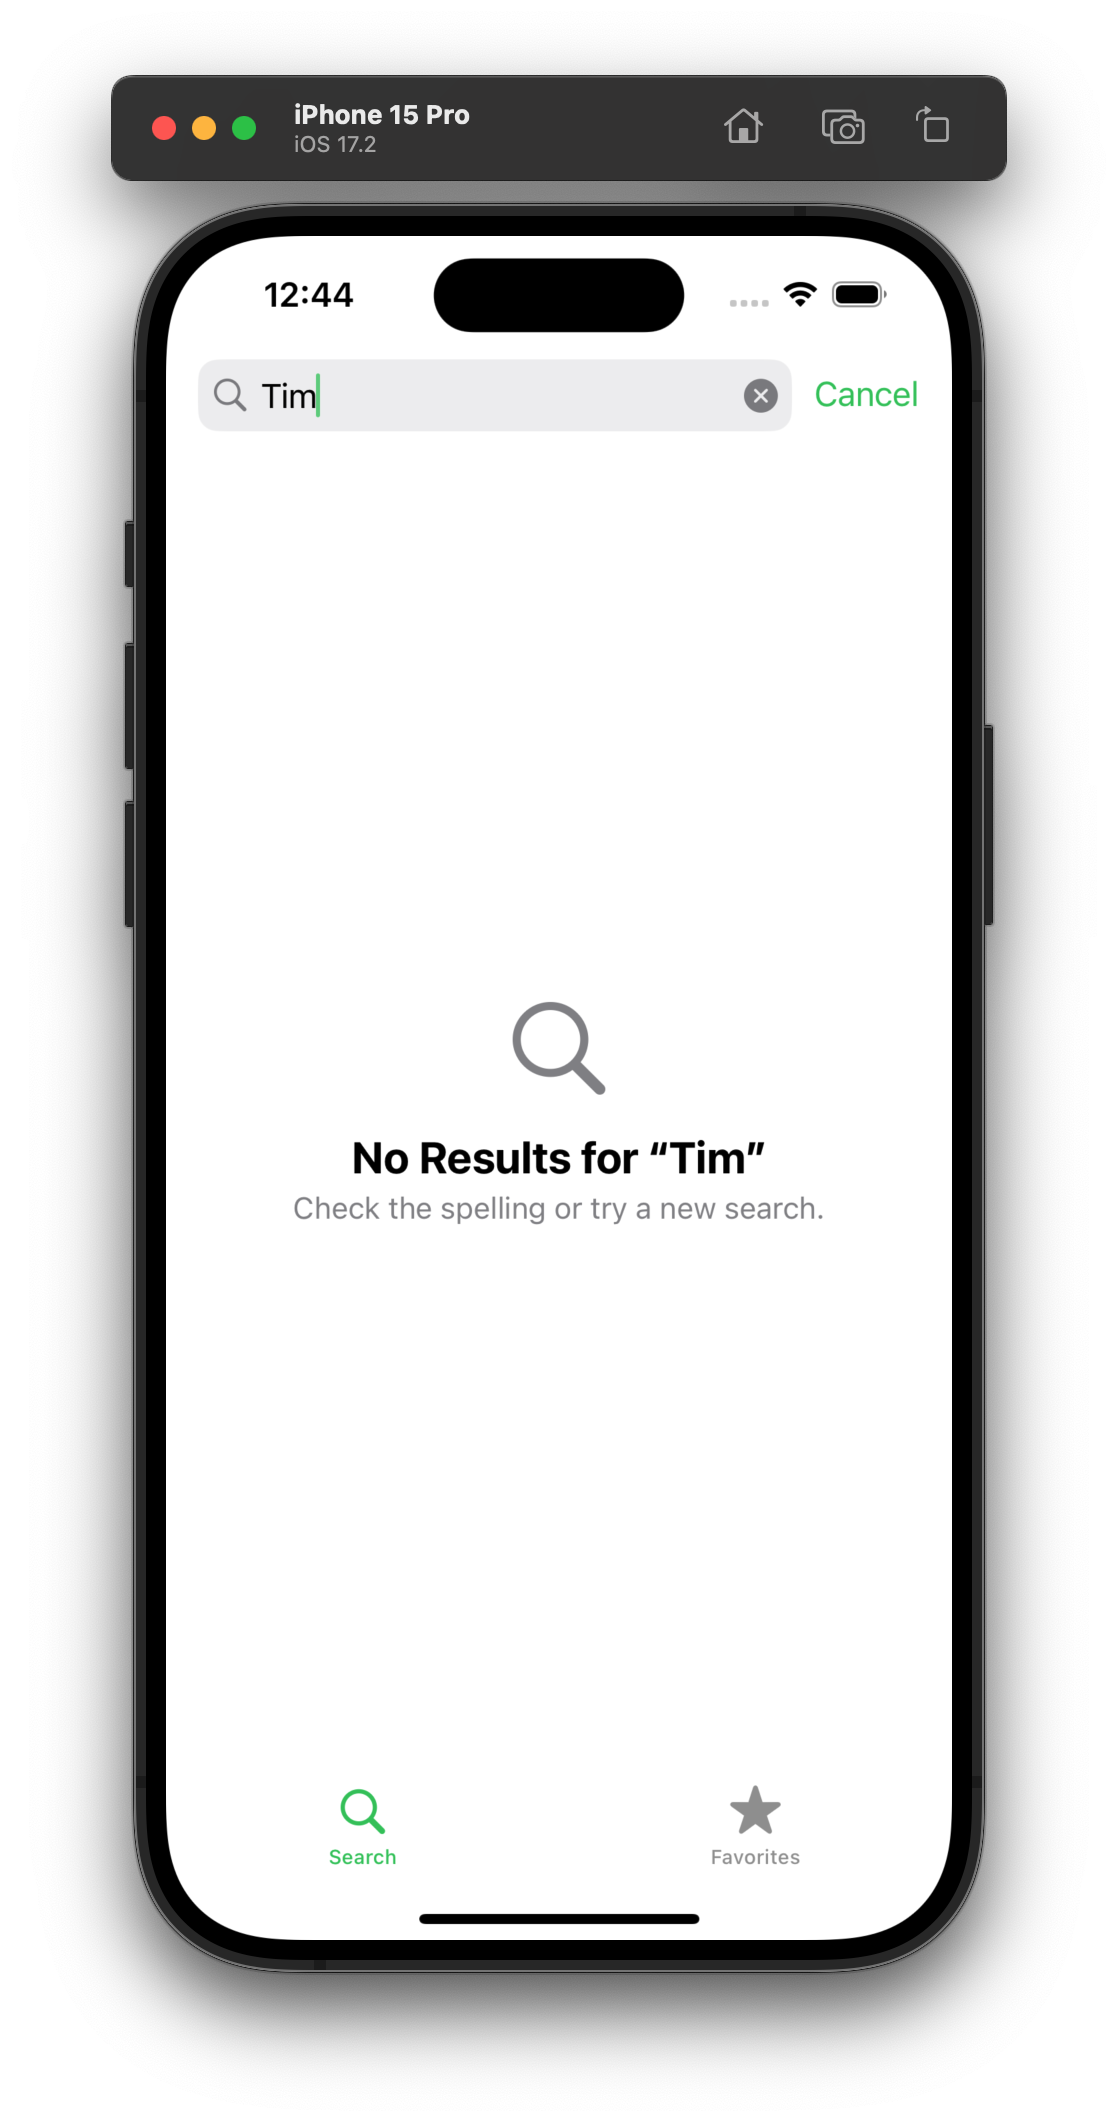 iPhone 15 Pro
iOS 17.2
12:44
Tim
Cancel
No Results for “Tim”
Check the spelling or try a new search.
Search
Favorites